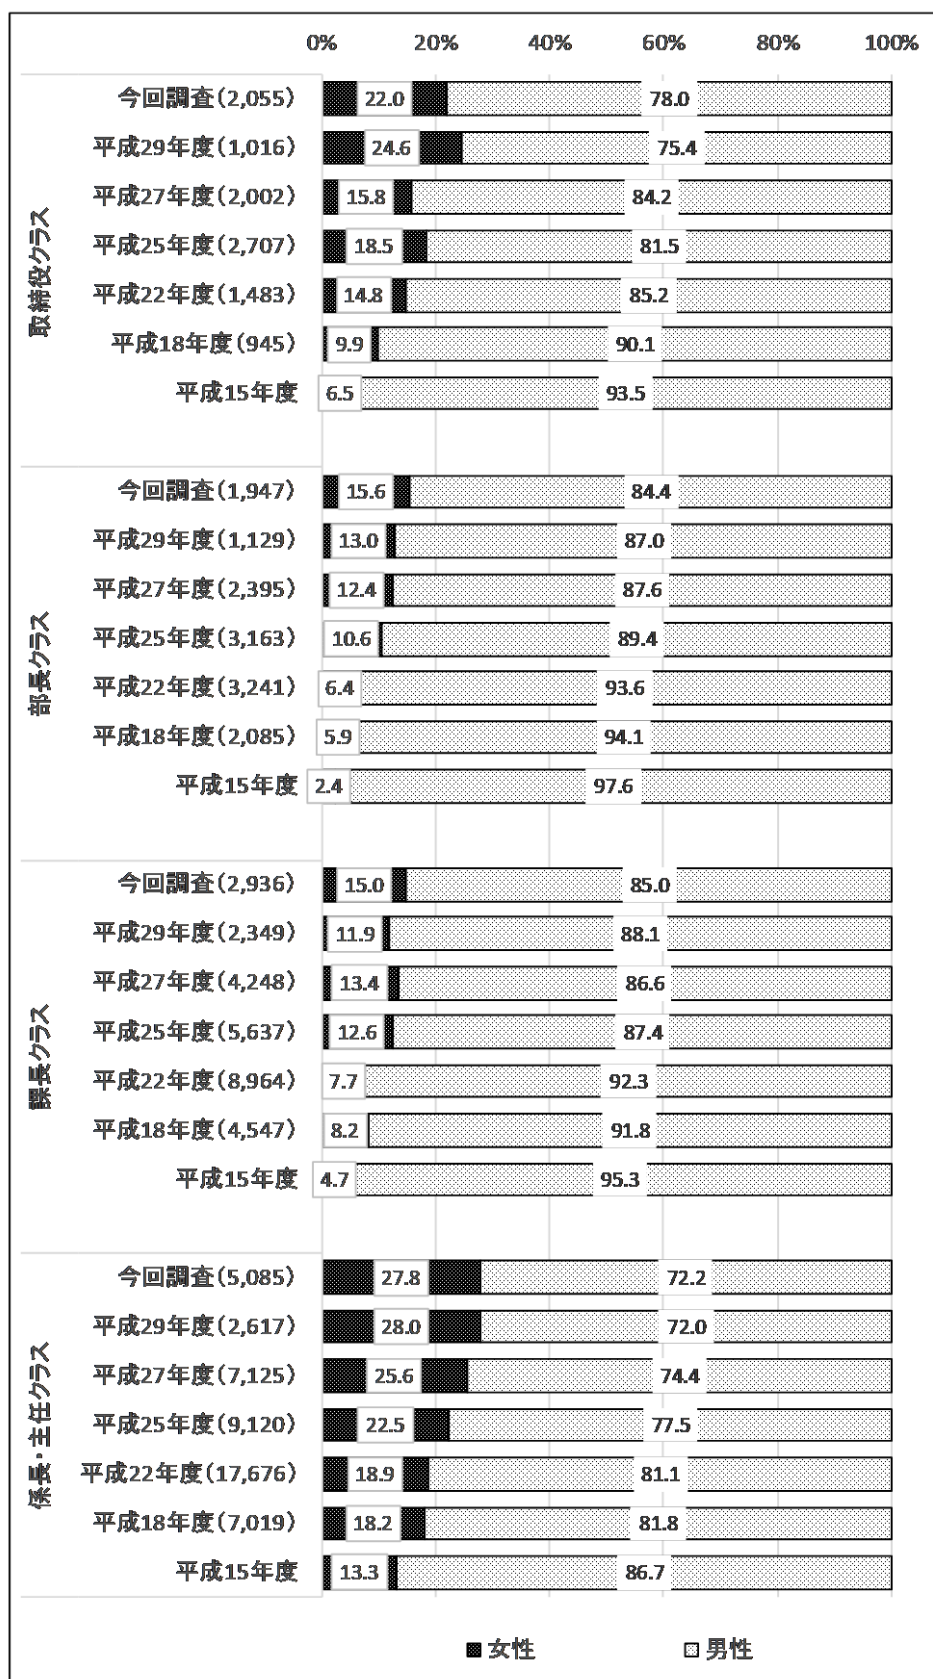 0% 20% 40% 60% 80% 100%
取締役クラス
今回調査(2,055) 22.0 78.0
平成29年度(1,016) 24.6 75.4
平成27年度(2,002) 15.8 84.2
平成25年度(2,707) 18.5 81.5
平成22年度(1,483) 14.8 85.2
平成18年度(945) 9.9 90.1
平成15年度 6.5 93.5
部長クラス
今回調査(1,947) 15.6 84.4
平成29年度(1,129) 13.0 87.0
平成27年度(2,395) 12.4 87.6
平成25年度(3,163) 10.6 89.4
平成22年度(3,241) 6.4 93.6
平成18年度(2,085) 5.9 94.1
平成15年度 2.4 97.6
課長クラス
今回調査(2,936) 15.0 85.0
平成29年度(2,349) 11.9 88.1
平成27年度(4,248) 13.4 86.6
平成25年度(5,637) 12.6 87.4
平成22年度(8,964) 7.7 92.3
平成18年度(4,547) 8.2 91.8
平成15年度 4.7 95.3
係長・主任クラス
今回調査(5,085) 27.8 72.2
平成29年度(2,617) 28.0 72.0
平成27年度(7,125) 25.6 74.4
平成25年度(9,120) 22.5 77.5
平成22年度(17,676) 18.9 81.1
平成18年度(7,019) 18.2 81.8
平成15年度 13.3 86.7
女性 男性